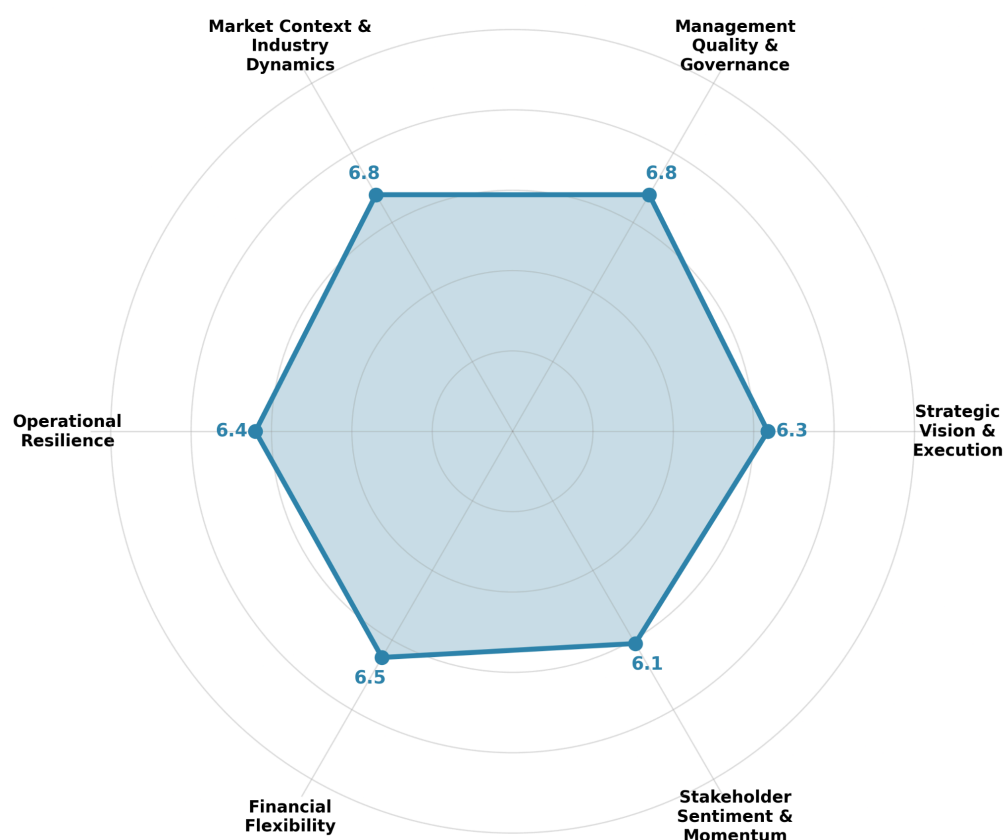 Market Context &
Industry
Dynamics
Management
Quality &
Governance
6.8
6.8
Operational
Resilience
6.4
6.3
Strategic
Vision &
Execution
6.5
6.1
Financial
Flexibility
Stakeholder
Sentiment &
Momentum